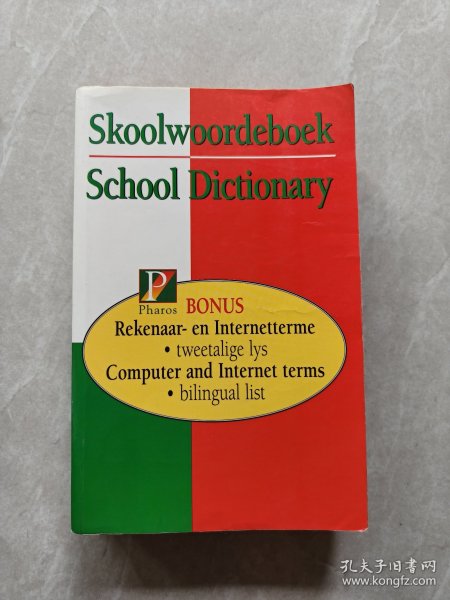 Skoolwoordeboek
School Dictionary
P
Pharos
BONUS
Rekenaar- en Internetterme
• tweetalige lys
Computer and Internet terms
• bilingual list
孔夫子旧书网
www.kongfz.com